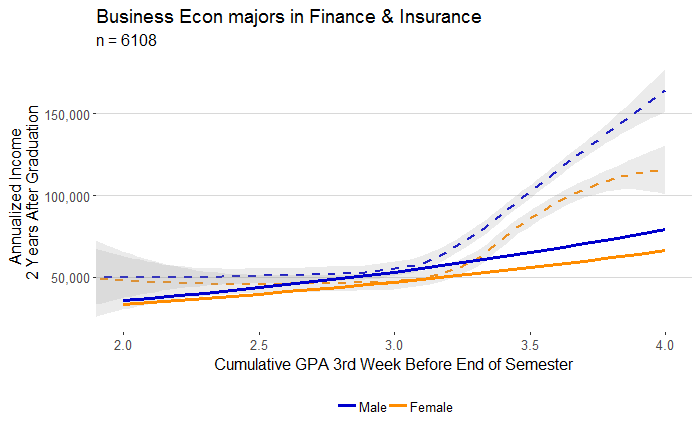 Business Econ majors in Finance & Insurance
n = 6108
Annualized Income
2 Years After Graduation
150,000
100,000
50,000
2.0 2.5 3.0 3.5 4.0
Cumulative GPA 3rd Week Before End of Semester
Male Female